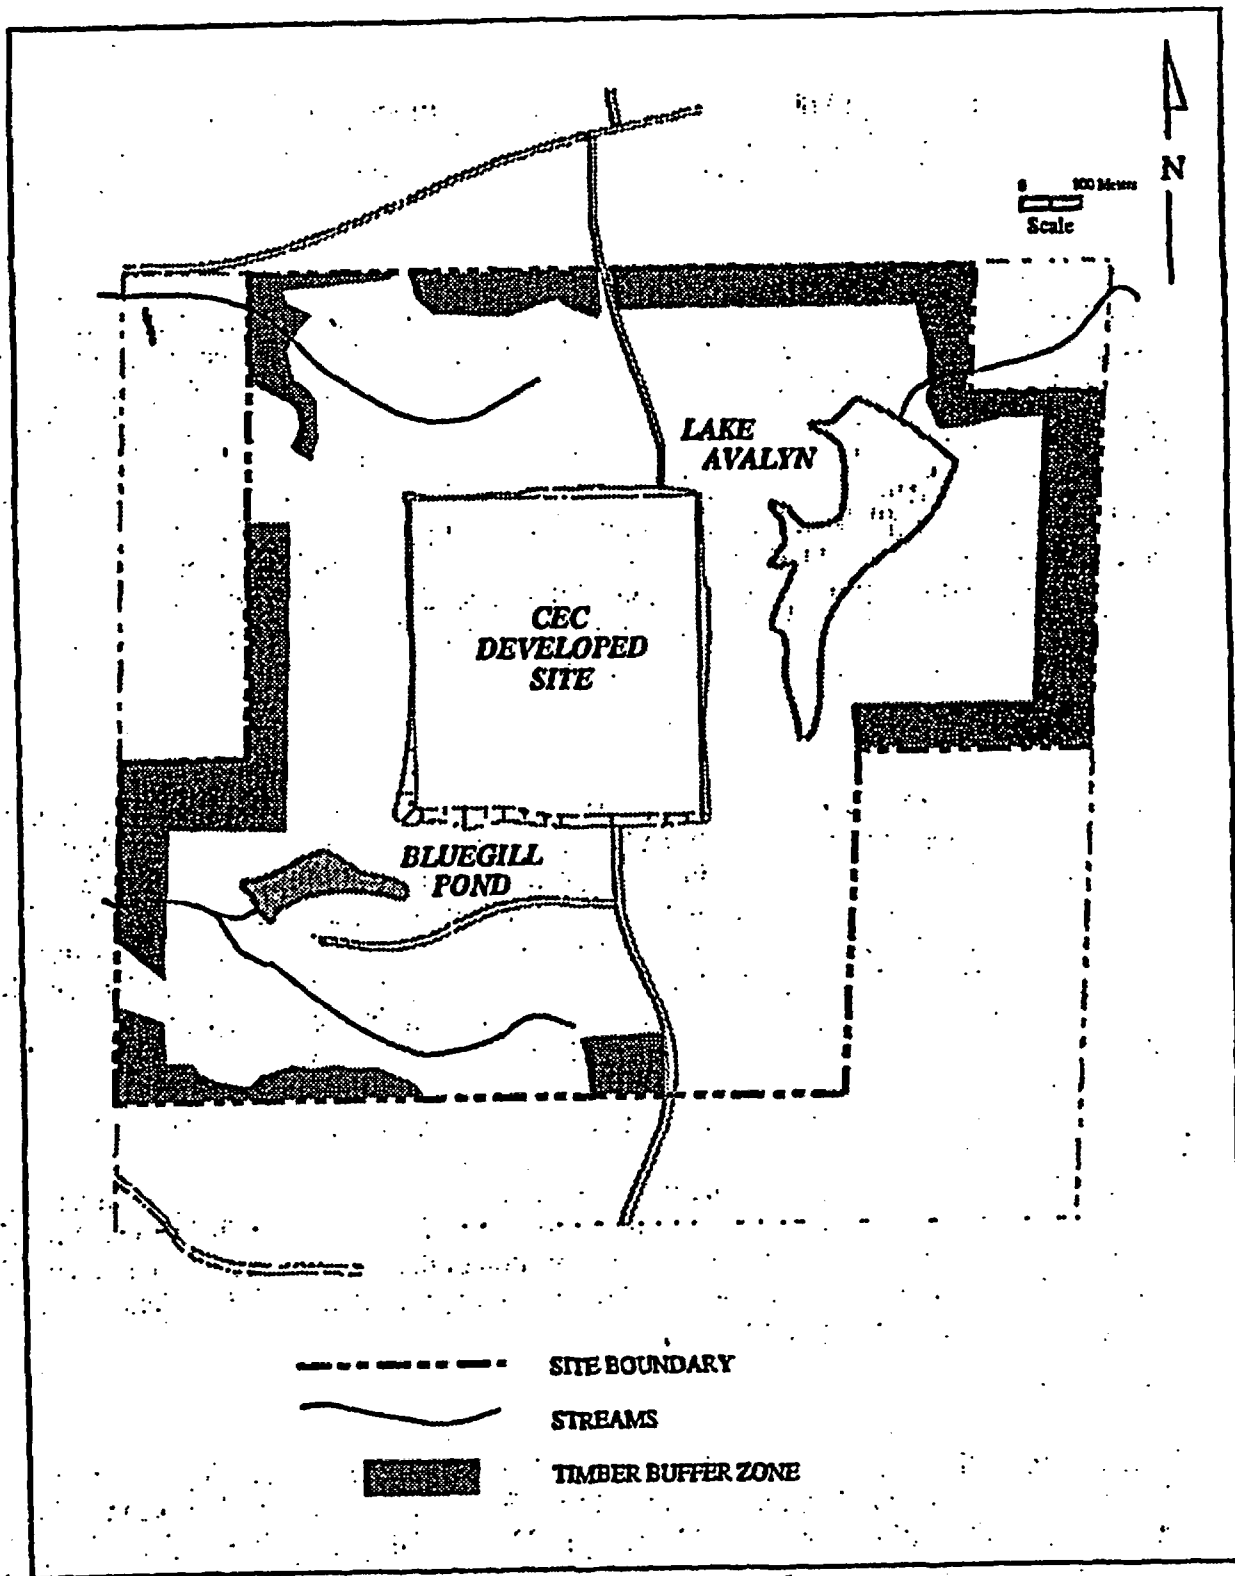 N
0 100 Meters
Scale
LAKE
AVALYN
CEC
DEVELOPED
SITE
BLUEGILL
POND
SITE BOUNDARY
STREAMS
TIMBER BUFFER ZONE